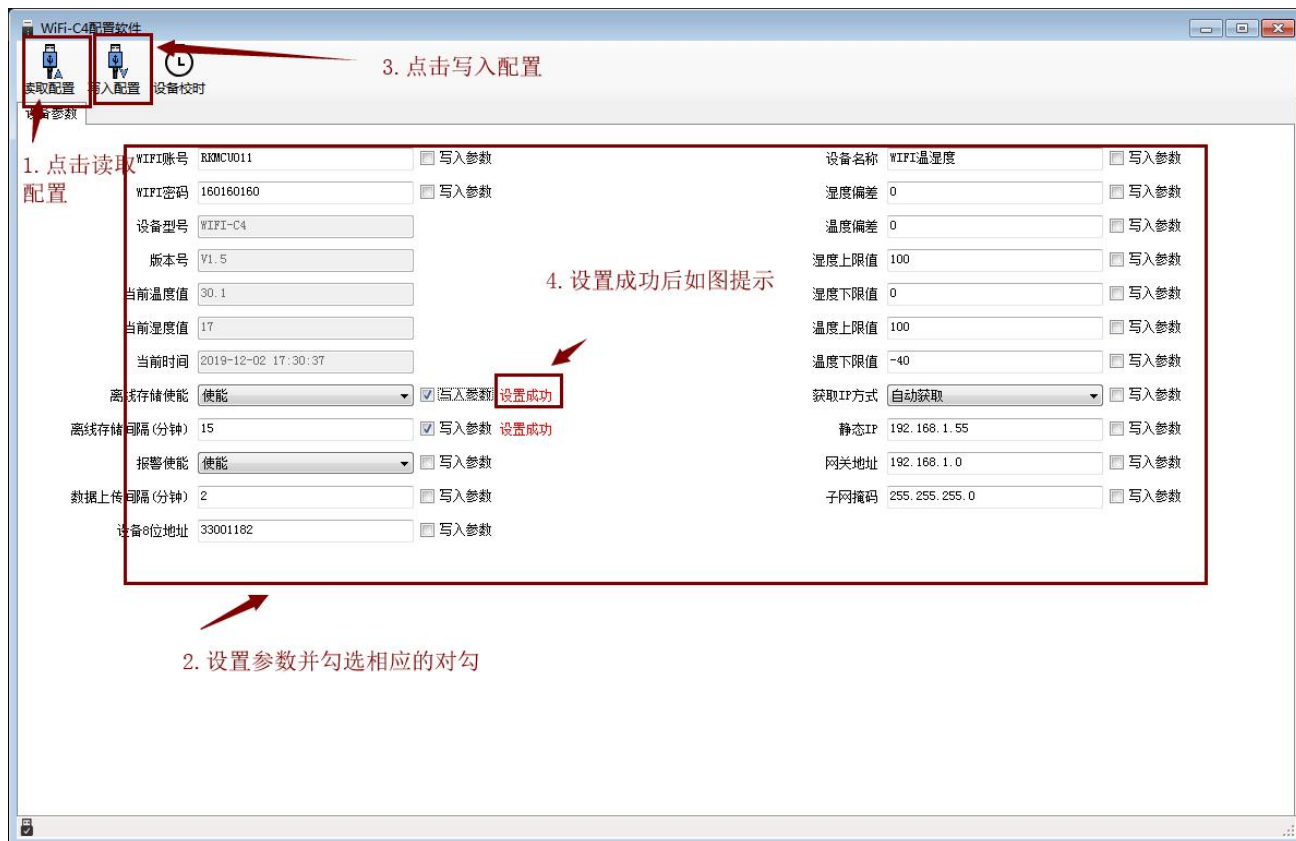 WiFi-C4配置软件
读取配置 写入配置 设备校时
3. 点击写入配置
设备参数
1. 点击读取
配置
WIFI账号 RKMCU011 写入参数 设备名称 WIFI温湿度 写入参数
WIFI密码 160160160 写入参数 湿度偏差 0 写入参数
设备型号 WIFI-C4 温度偏差 0 写入参数
版本号 V1.5 湿度上限值 100 写入参数
4. 设置成功后如图提示
当前温度值 30.1 湿度下限值 0 写入参数
当前湿度值 17 温度上限值 100 写入参数
当前时间 2019-12-02 17:30:37 温度下限值 -40 写入参数
离线存储使能 使能 写入参数 设置成功 获取IP方式 自动获取 写入参数
离线存储间隔(分钟) 15 写入参数 设置成功 静态IP 192.168.1.55 写入参数
报警使能 使能 写入参数 网关地址 192.168.1.0 写入参数
数据上传间隔(分钟) 2 写入参数 子网掩码 255.255.255.0 写入参数
设备8位地址 33001182 写入参数
2. 设置参数并勾选相应的对勾